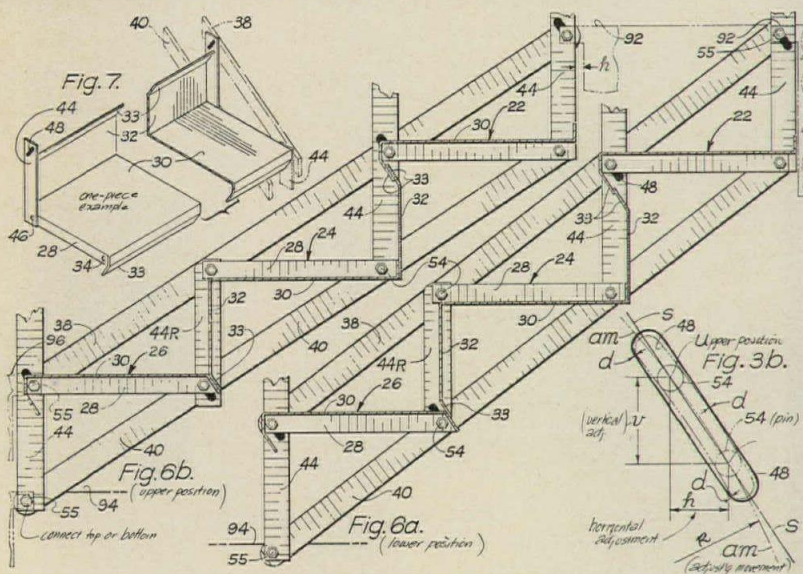 40
38
92
92
55
h
44
44
Fig. 7.
44
48
33
32
30
30
22
22
one-piece
example
44
33
44
32
48
33
44
32
46
28
34
33
28
24
54
28
24
30
30
38
96
44R
32
33
40
38
44R
32
30
26
30
26
55
28
33
44
40
28
54
Fig. 6b.
(upper position)
94
55
connect top or bottom
44
40
Fig. 6a.
(lower position)
94
55
S
am
48
Upper position
Fig. 3b.
d
54
(vertical
adj)
v
d
54 (pin)
d
48
h
horizontal
adjustment
R
S
am
(adjust'g movement)